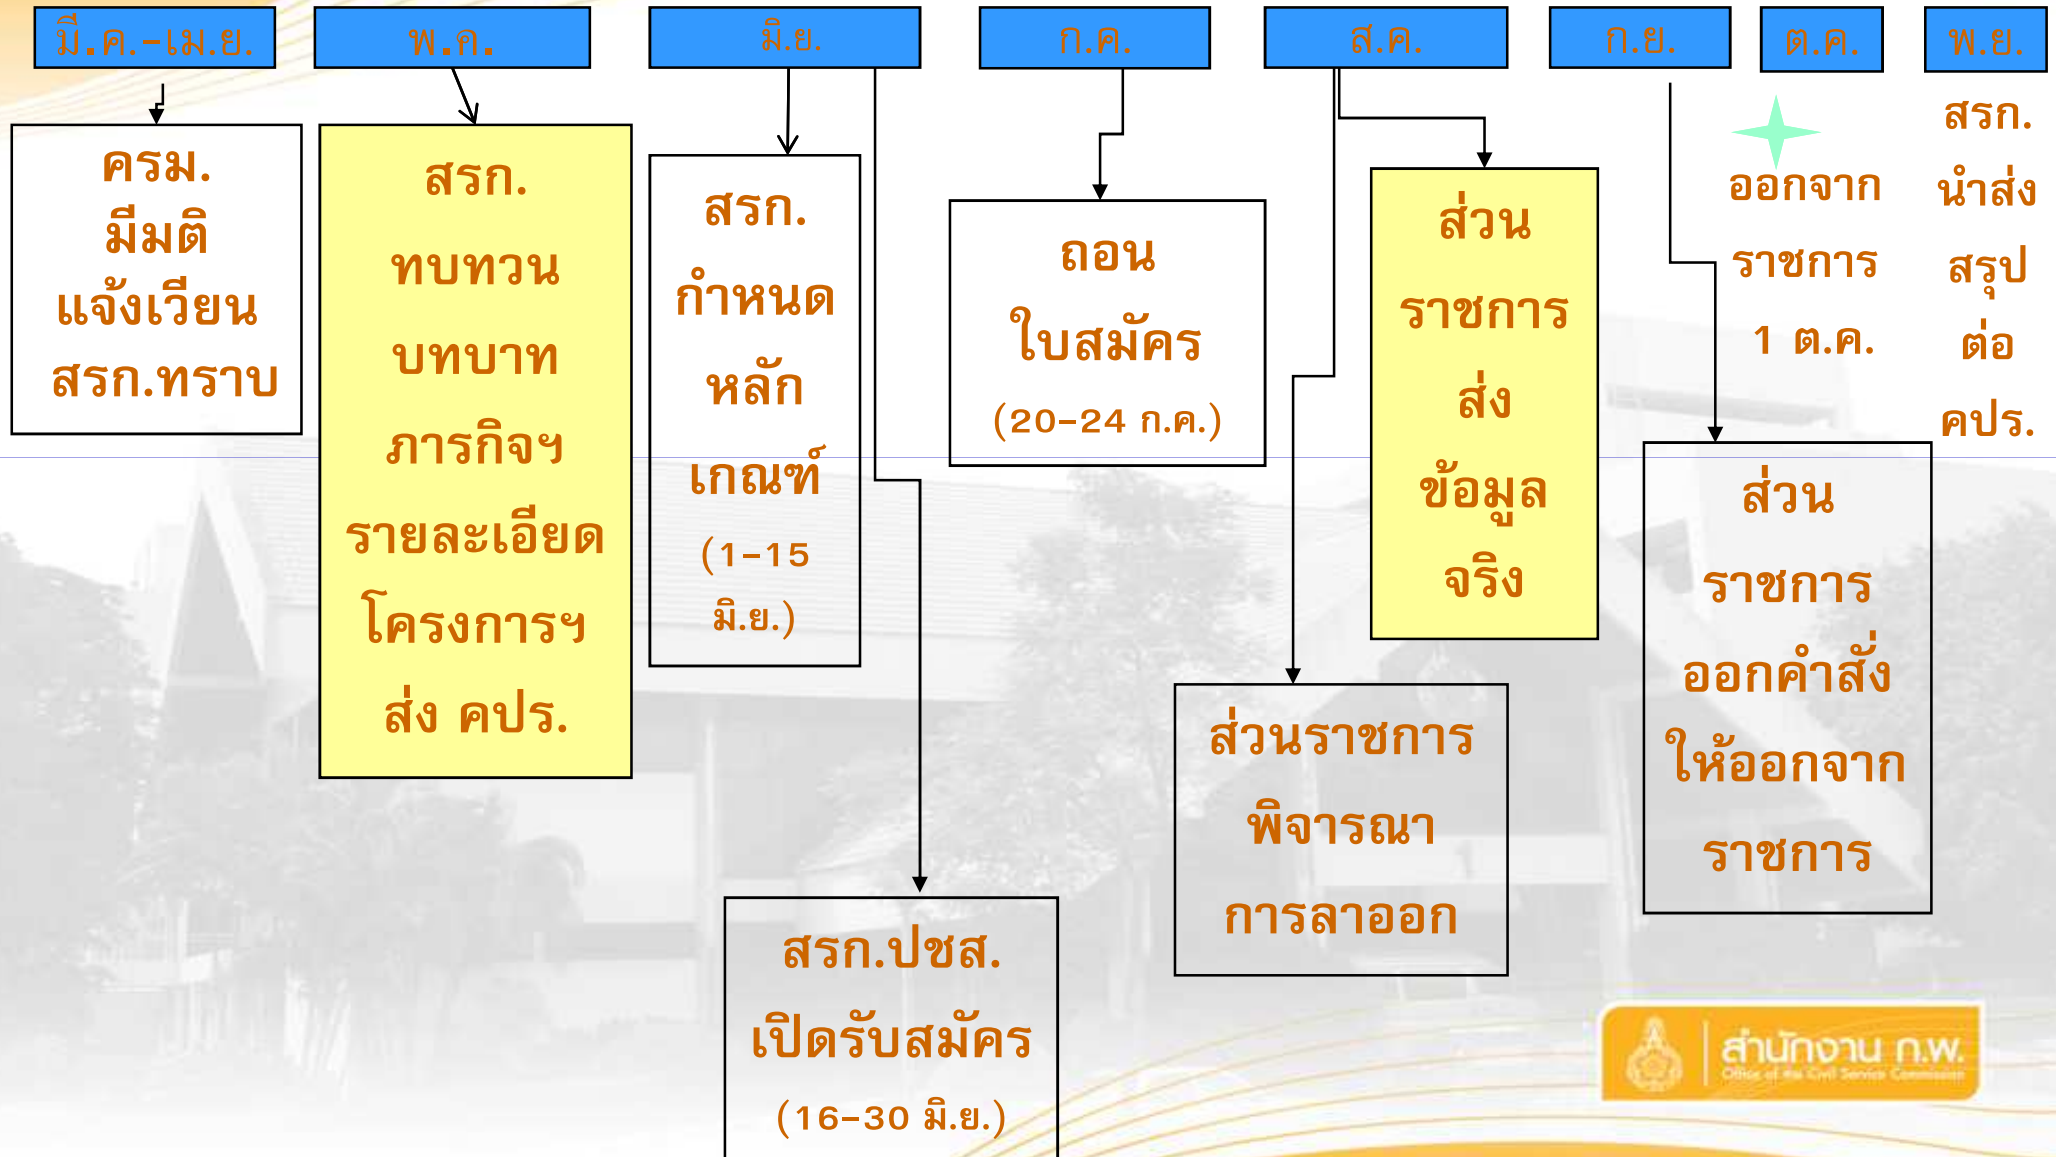 มี.ค.-เม.ย.
พ.ค.
มิ.ย.
ก.ค.
ส.ค.
ก.ย.
ต.ค.
พ.ย.
ครม.
มีมติ
แจ้งเวียน
สรก.ทราบ
สรก.
ทบทวน
บทบาท
ภารกิจฯ
รายละเอียด
โครงการฯ
ส่ง คปร.
สรก.
กำหนด
หลัก
เกณฑ์
(1-15
มิ.ย.)
สรก.ปชส.
เปิดรับสมัคร
(16-30 มิ.ย.)
ถอน
ใบสมัคร
(20-24 ก.ค.)
ส่วน
ราชการ
ส่ง
ข้อมูล
จริง
ส่วนราชการ
พิจารณา
การลาออก
ส่วน
ราชการ
ออกคำสั่ง
ให้ออกจาก
ราชการ
ออกจาก
ราชการ
1 ต.ค.
สรก.
นำส่ง
สรุป
ต่อ
คปร.
สำนักงาน ก.พ.
Office of the Civil Service Commission